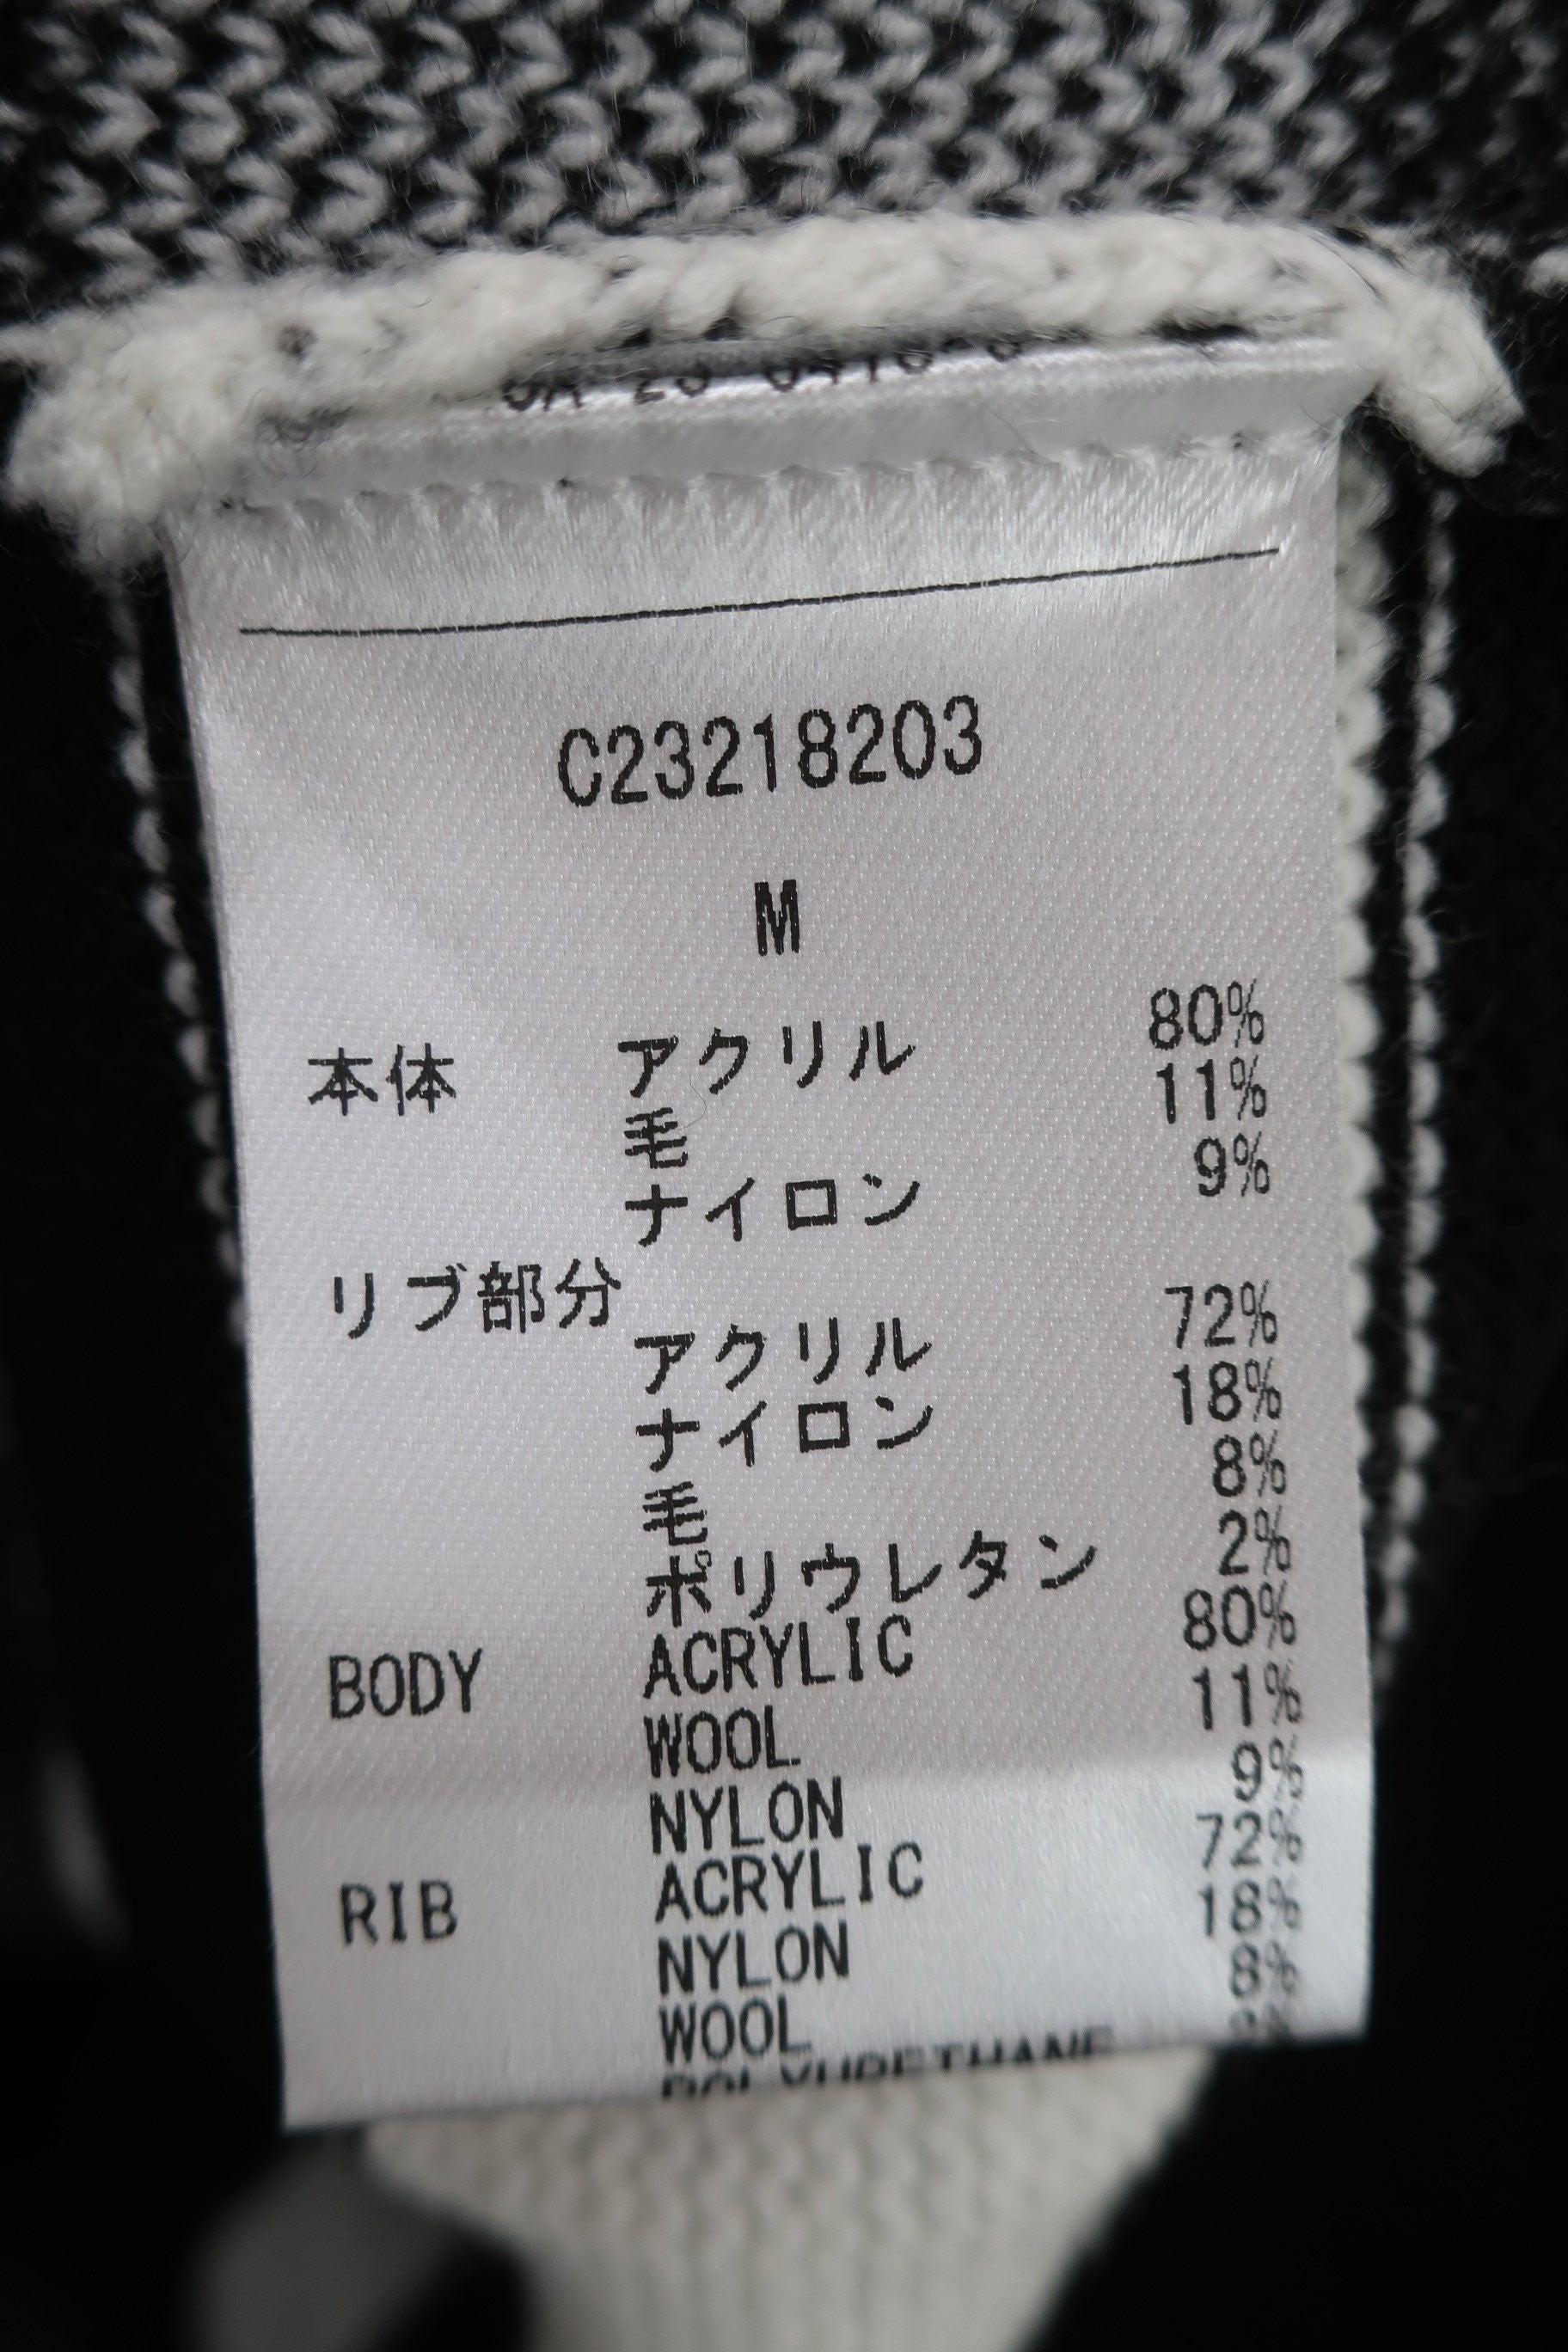 C23218203
M
本体 アクリル 80%
毛 11%
ナイロン 9%
リブ部分
アクリル 72%
ナイロン 18%
毛 8%
ポリウレタン 2%
BODY ACRYLIC 80%
WOOL 11%
NYLON 9%
RIB ACRYLIC 72%
NYLON 18%
WOOL 8%
POLYURETHANE